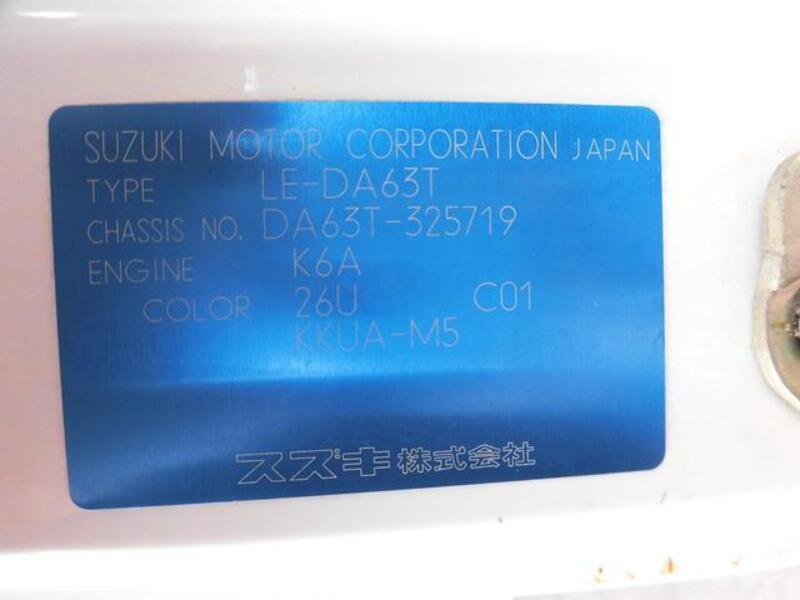 SUZUKI MOTOR CORPORATION JAPAN
TYPE LE-DA63T
CHASSIS NO. DA63T-325719
ENGINE K6A
COLOR 26U C01
KKUA-M5
スズキ株式会社